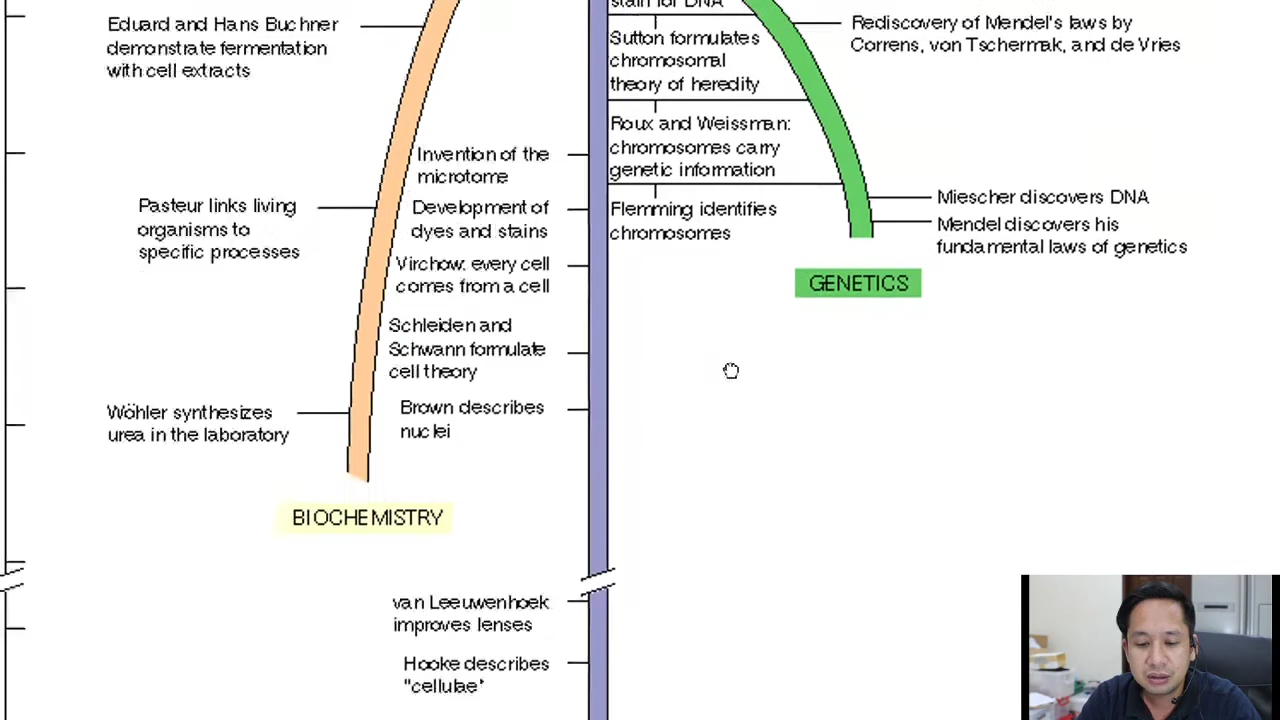 Eduard and Hans Buchner
demonstrate fermentation
with cell extracts
Pasteur links living
organisms to
specific processes
Wöhler synthesizes
urea in the laboratory
BIOCHEMISTRY
Invention of the
microtome
Development of
dyes and stains
Virchow: every cell
comes from a cell
Schleiden and
Schwann formulate
cell theory
Brown describes
nuclei
van Leeuwenhoek
improves lenses
Hooke describes
"cellulae"
stain for DNA
Sutton formulates
chromosomal
theory of heredity
Roux and Weissman:
chromosomes carry
genetic information
Flemming identifies
chromosomes
Rediscovery of Mendel's laws by
Correns, von Tschermak, and de Vries
Miescher discovers DNA
Mendel discovers his
fundamental laws of genetics
GENETICS